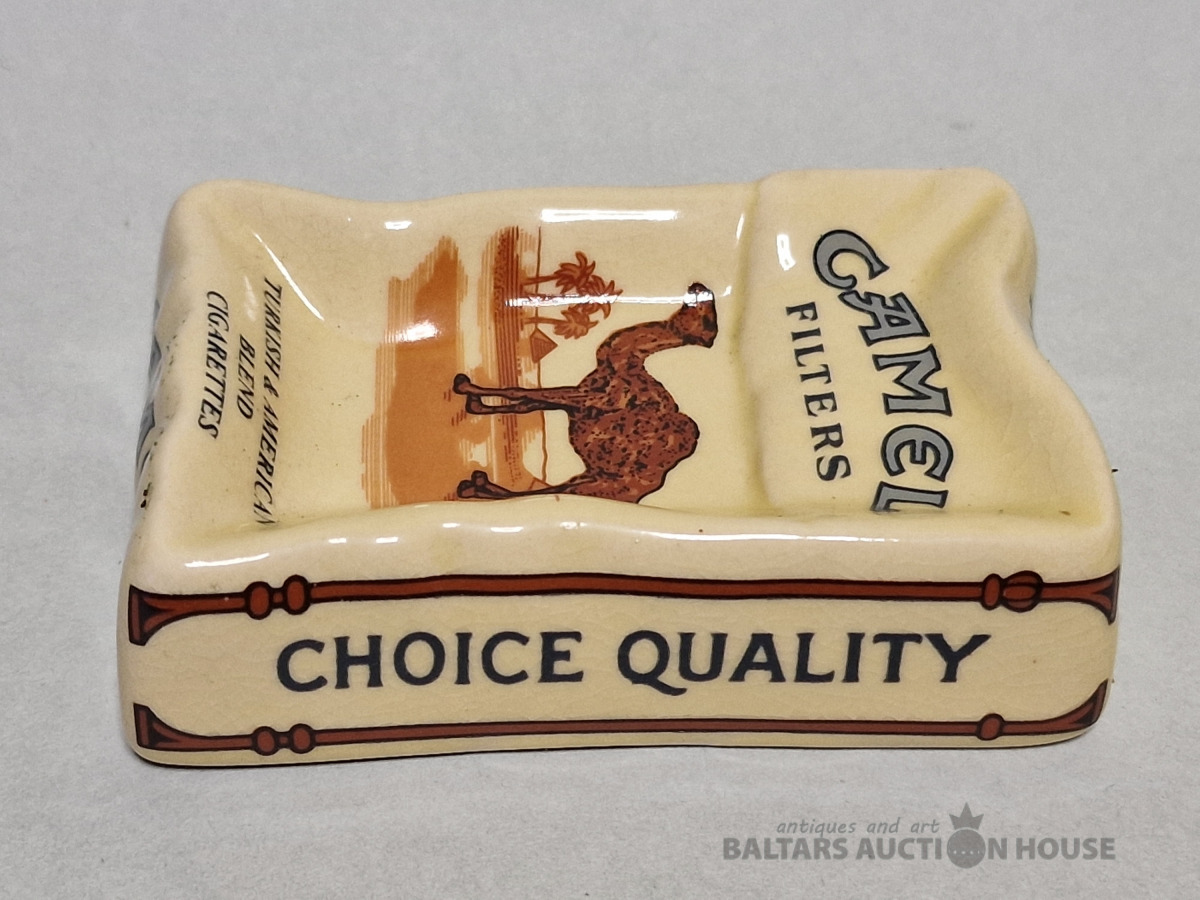 CAMEL
FILTERS
TURKISH & AMERICAN
BLEND
CIGARETTES
CHOICE QUALITY
antiques and art
BALTARS AUCTION HOUSE